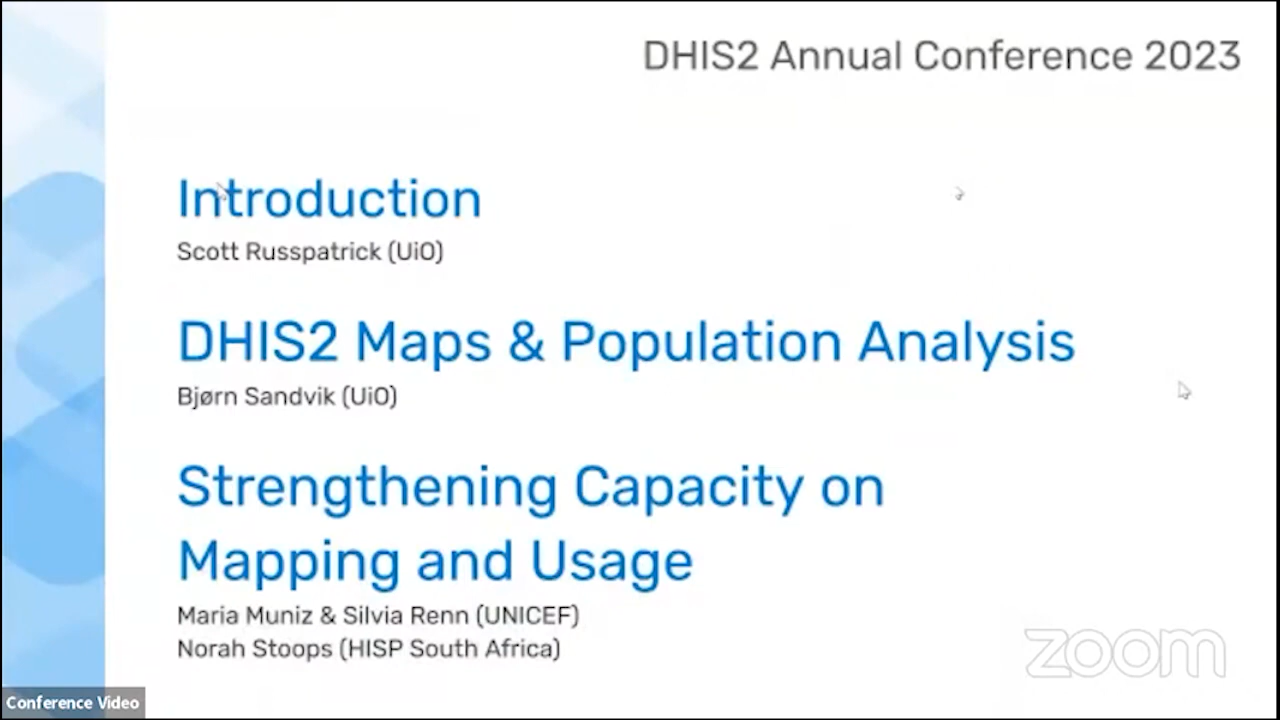 DHIS2 Annual Conference 2023
Introduction
Scott Russpatrick (UiO)
DHIS2 Maps & Population Analysis
Bjørn Sandvik (UiO)
Strengthening Capacity on
Mapping and Usage
Maria Muniz & Silvia Renn (UNICEF)
Norah Stoops (HISP South Africa)
zoom
Conference Video